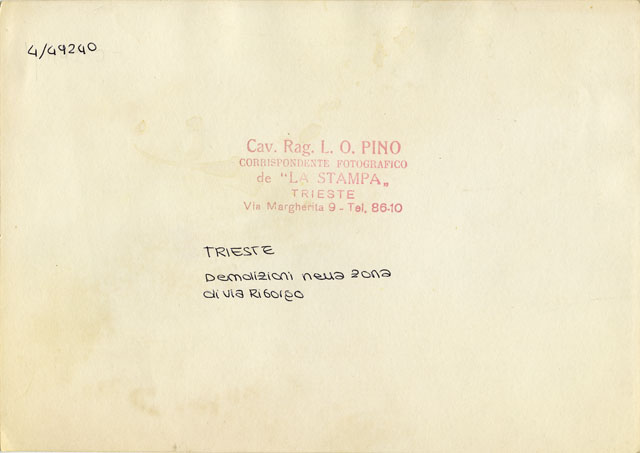 4/49240
Cav. Rag. L. O. PINO
CORRISPONDENTE FOTOGRAFICO
de "LA STAMPA„
TRIESTE
Via Margherita 9 - Tel. 86-10
TRIESTE
Demolizioni nella zona
di via Riborgo